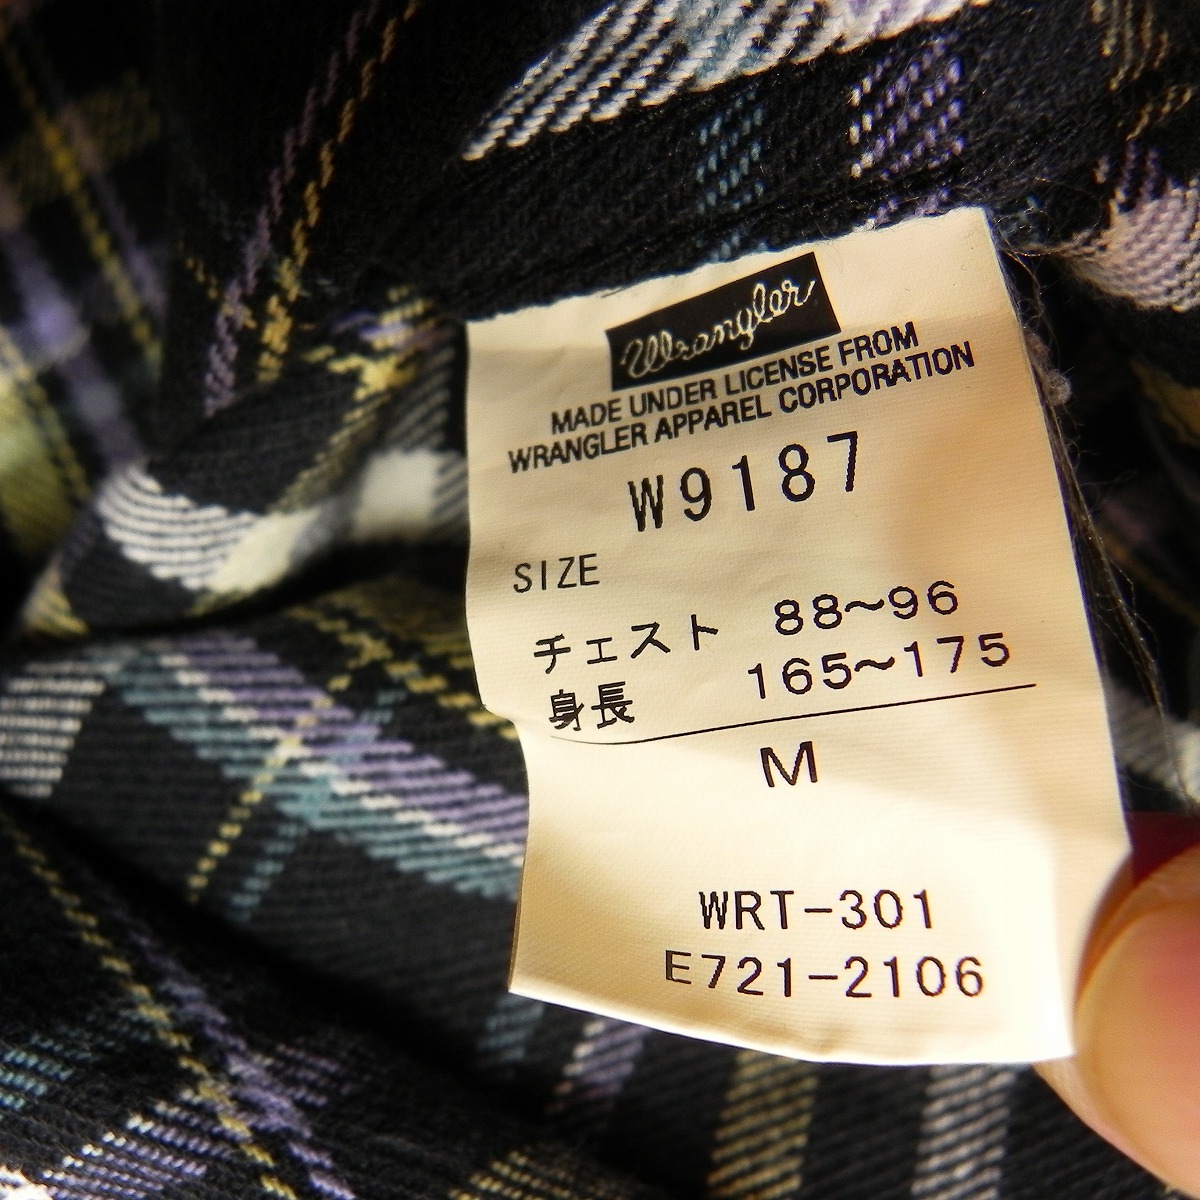 Wrangler
MADE UNDER LICENSE FROM
WRANGLER APPAREL CORPORATION
W9187
SIZE
チェスト 88~96
身長 165~175
M
WRT-301
E721-2106